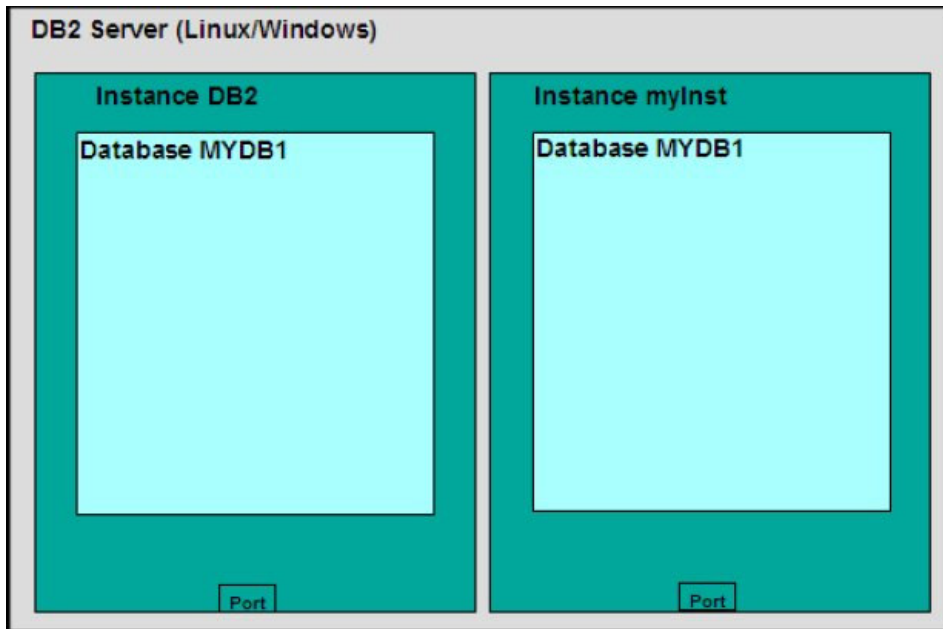 DB2 Server (Linux/Windows)
Instance DB2
Database MYDB1
Port
Instance myInst
Database MYDB1
Port